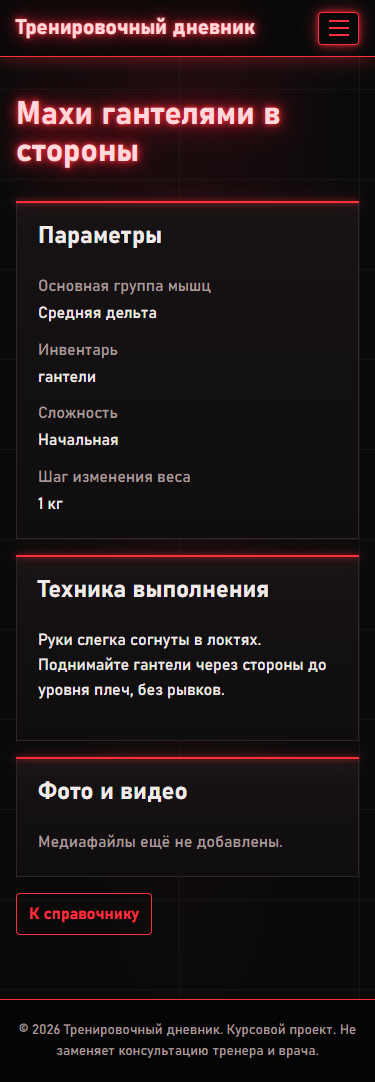 Тренировочный дневник
Махи гантелями в
стороны
Параметры
Основная группа мышц
Средняя дельта
Инвентарь
гантели
Сложность
Начальная
Шаг изменения веса
1 кг
Техника выполнения
Руки слегка согнуты в локтях.
Поднимайте гантели через стороны до
уровня плеч, без рывков.
Фото и видео
Медиафайлы ещё не добавлены.
К справочнику
© 2026 Тренировочный дневник. Курсовой проект. Не
заменяет консультацию тренера и врача.